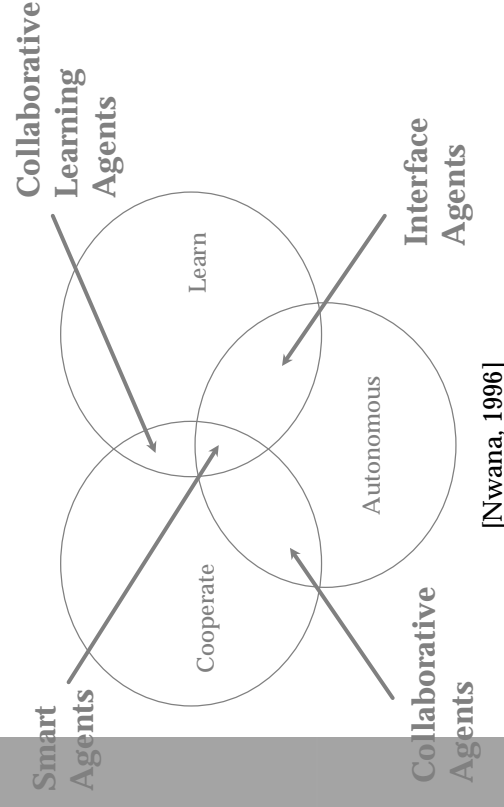 Smart
Agents
Collaborative
Learning
Agents
Cooperate
Learn
Autonomous
Collaborative
Agents
Interface
Agents
[Nwana, 1996]